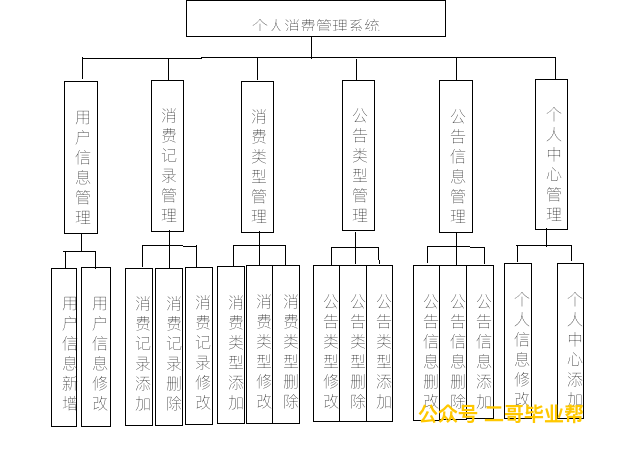 个人消费管理系统
用户信息管理
消费记录管理
消费类型管理
公告类型管理
公告信息管理
个人中心管理
用户信息新增
用户信息修改
消费记录添加
消费记录删除
消费记录修改
消费类型添加
消费类型修改
消费类型删除
公告类型修改
公告类型删除
公告类型添加
公告信息删改
公告信息删除
公告信息添加
个人信息修改
个人中心添加
公众号 二哥毕业帮